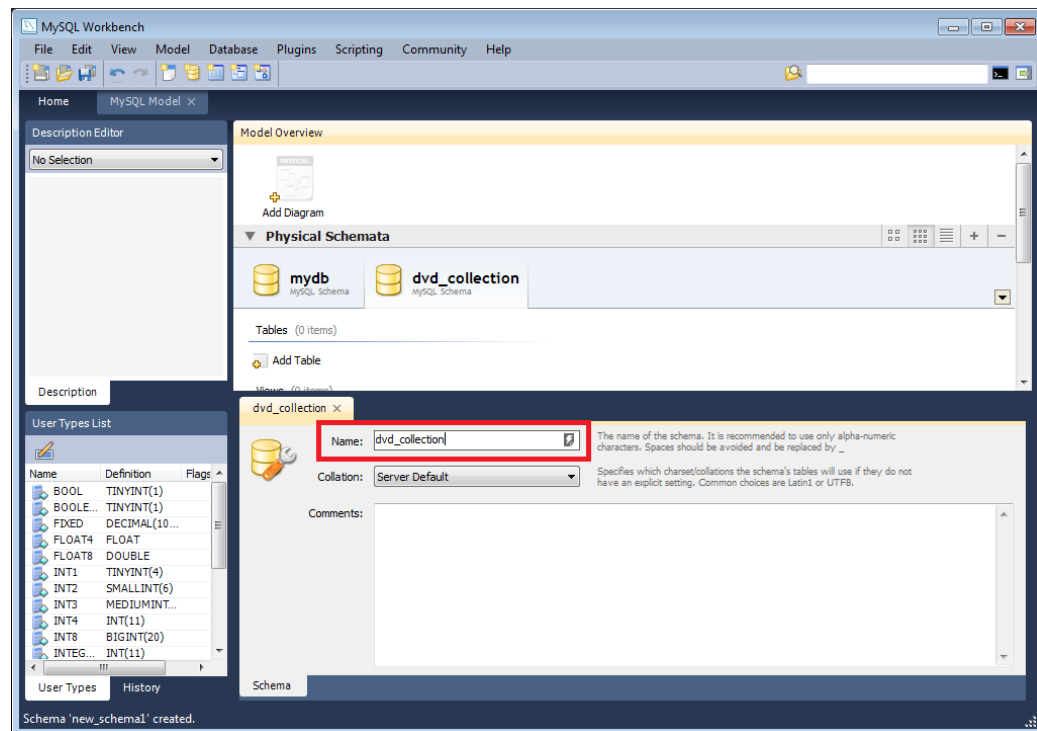 MySQL Workbench
File Edit View Model Database Plugins Scripting Community Help
Home MySQL Model
Description Editor
No Selection
Description
Model Overview
PHYSICAL
Add Diagram
Physical Schemata
mydb
MySQL Schema
dvd_collection
MySQL Schema
Tables (0 items)
Add Table
Views (0 items)
User Types List
Name Definition Flags
BOOL TINYINT(1)
BOOLE... TINYINT(1)
FIXED DECIMAL(10...
FLOAT4 FLOAT
FLOAT8 DOUBLE
INT1 TINYINT(4)
INT2 SMALLINT(6)
INT3 MEDIUMINT...
INT4 INT(11)
INT8 BIGINT(20)
INTEG... INT(11)
User Types History
dvd_collection
Name: dvd_collection
The name of the schema. It is recommended to use only alpha-numeric
characters. Spaces should be avoided and be replaced by _
Collation: Server Default
Specifies which charset/collations the schema's tables will use if they do not
have an explicit setting. Common choices are Latin1 or UTF8.
Comments:
Schema
Schema 'new_schema1' created.